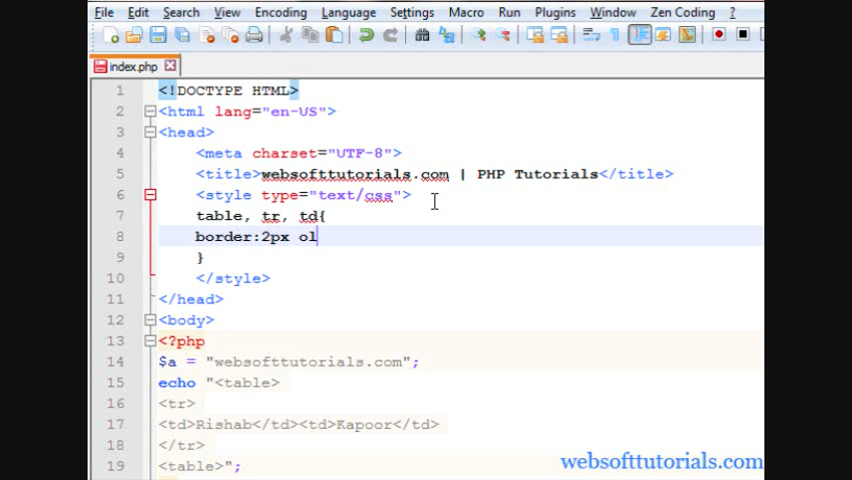 File Edit Search View Encoding Language Settings Macro Run Plugins Window Zen Coding ?
index.php
1 <!DOCTYPE HTML>
2 <html lang="en-US">
3 <head>
4 <meta charset="UTF-8">
5 <title>websofttutorials.com | PHP Tutorials</title>
6 <style type="text/css">
7 table, tr, td{
8 border:2px ol
9 }
10 </style>
11 </head>
12 <body>
13 <?php
14 $a = "websofttutorials.com";
15 echo "<table>
16 <tr>
17 <td>Rishab</td><td>Kapoor</td>
18 </tr>
19 <table>";
websofttutorials.com